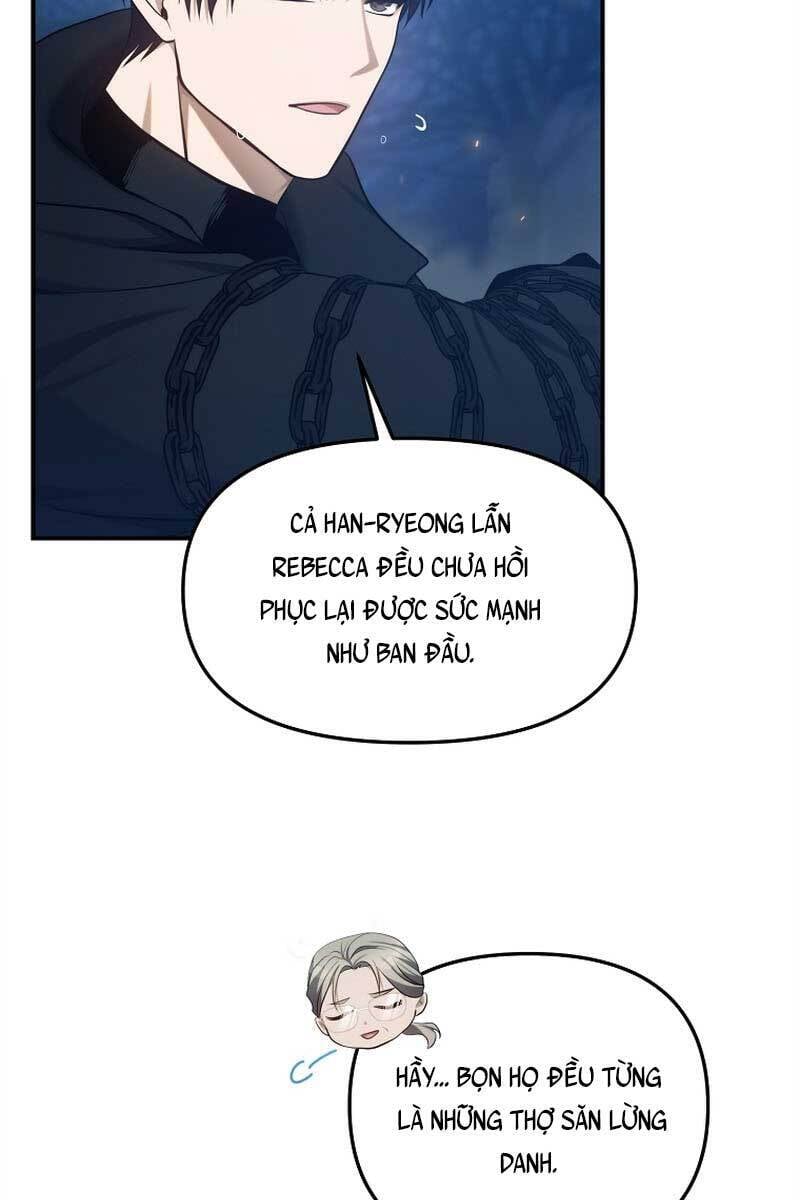 CẢ HAN-RYEONG LẪN
REBECCA ĐỀU CHƯA HỒI
PHỤC LẠI ĐƯỢC SỨC MẠNH
NHƯ BAN ĐẦU.
HẦY... BỌN HỌ ĐỀU TỪNG
LÀ NHỮNG THỢ SĂN LỪNG
DANH.